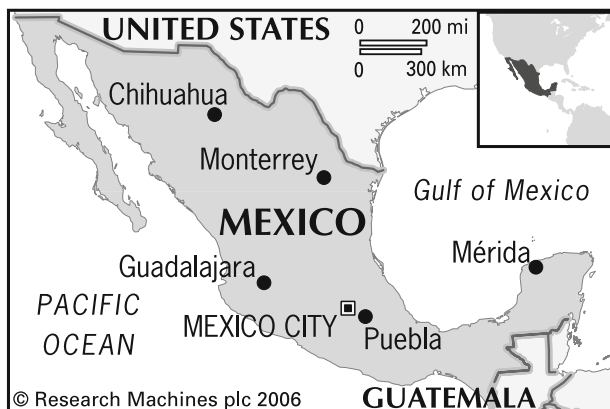 UNITED STATES
0 200 mi
0 300 km
Chihuahua
Monterrey
Gulf of Mexico
MEXICO
Mérida
Guadalajara
PACIFIC
OCEAN
MEXICO CITY
Puebla
© Research Machines plc 2006
GUATEMALA